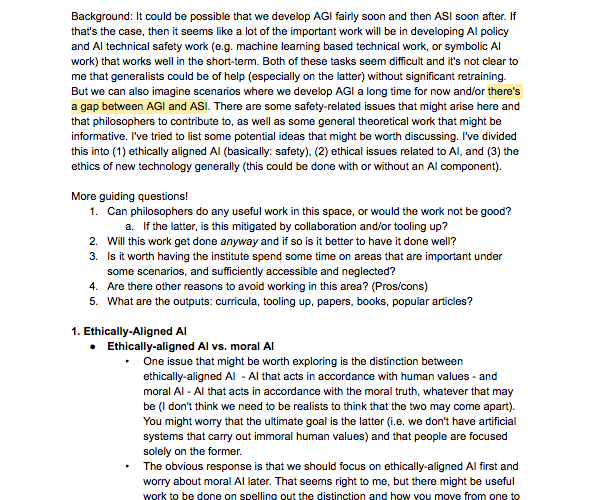 Background: It could be possible that we develop AGI fairly soon and then ASI soon after. If
that's the case, then it seems like a lot of the important work will be in developing AI policy
and AI technical safety work (e.g. machine learning based technical work, or symbolic AI
work) that works well in the short-term. Both of these tasks seem difficult and it's not clear to
me that generalists could be of help (especially on the latter) without significant retraining.
But we can also imagine scenarios where we develop AGI a long time for now and/or there's
a gap between AGI and ASI. There are some safety-related issues that might arise here and
that philosophers to contribute to, as well as some general theoretical work that might be
informative. I've tried to list some potential ideas that might be worth discussing. I've divided
this into (1) ethically aligned AI (basically: safety), (2) ethical issues related to AI, and (3) the
ethics of new technology generally (this could be done with or without an AI component).
More guiding questions!
1. Can philosophers do any useful work in this space, or would the work not be good?
a. If the latter, is this mitigated by collaboration and/or tooling up?
2. Will this work get done anyway and if so is it better to have it done well?
3. Is it worth having the institute spend some time on areas that are important under
some scenarios, and sufficiently accessible and neglected?
4. Are there other reasons to avoid working in this area? (Pros/cons)
5. What are the outputs: curricula, tooling up, papers, books, popular articles?
1. Ethically-Aligned AI
● Ethically-aligned AI vs. moral AI
• One issue that might be worth exploring is the distinction between
ethically-aligned AI - AI that acts in accordance with human values - and
moral AI - AI that acts in accordance with the moral truth, whatever that may
be (I don't think we need to be realists to think that the two may come apart).
You might worry that the ultimate goal is the latter (i.e. we don't have artificial
systems that carry out immoral human values) and that people are focused
solely on the former.
• The obvious response is that we should focus on ethically-aligned AI first and
worry about moral AI later. That seems right to me, but there might be useful
work to be done on spelling out the distinction and how you move from one to